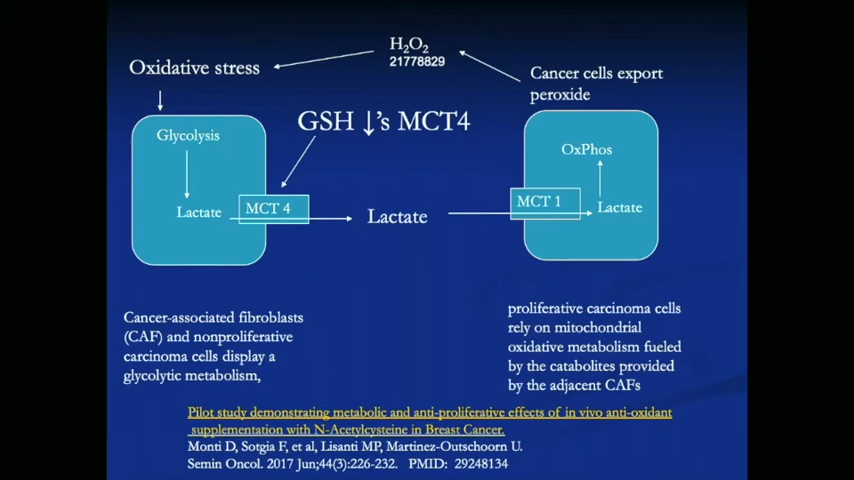 H₂O₂
21778829
Oxidative stress
Cancer cells export
peroxide
GSH ↓'s MCT4
Glycolysis
OxPhos
Lactate
MCT 4
Lactate
MCT 1
Lactate
Cancer-associated fibroblasts
(CAF) and nonproliferative
carcinoma cells display a
glycolytic metabolism,
proliferative carcinoma cells
rely on mitochondrial
oxidative metabolism fueled
by the catabolites provided
by the adjacent CAFs
Pilot study demonstrating metabolic and anti-proliferative effects of in vivo anti-oxidant
supplementation with N-Acetylcysteine in Breast Cancer.
Monti D, Sotgia F, et al, Lisanti MP, Martinez-Outschoorn U.
Semin Oncol. 2017 Jun;44(3):226-232. PMID: 29248134